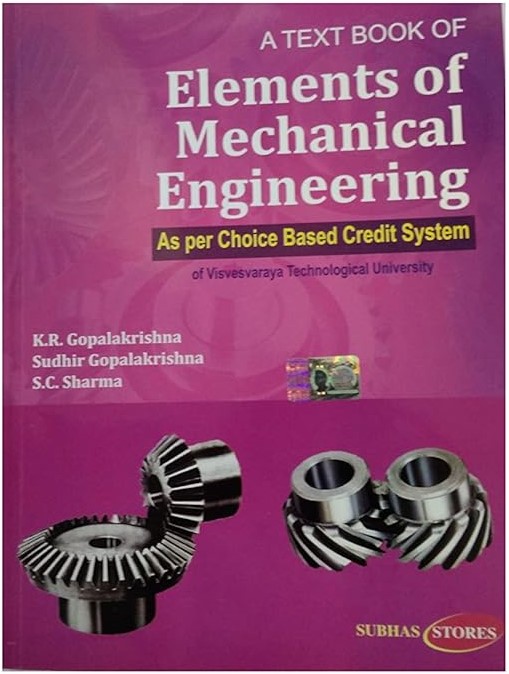 A TEXT BOOK OF
Elements of
Mechanical
Engineering
As per Choice Based Credit System
of Visvesvaraya Technological University
K.R. Gopalakrishna
Sudhir Gopalakrishna
S.C. Sharma
SUBHAS STORES